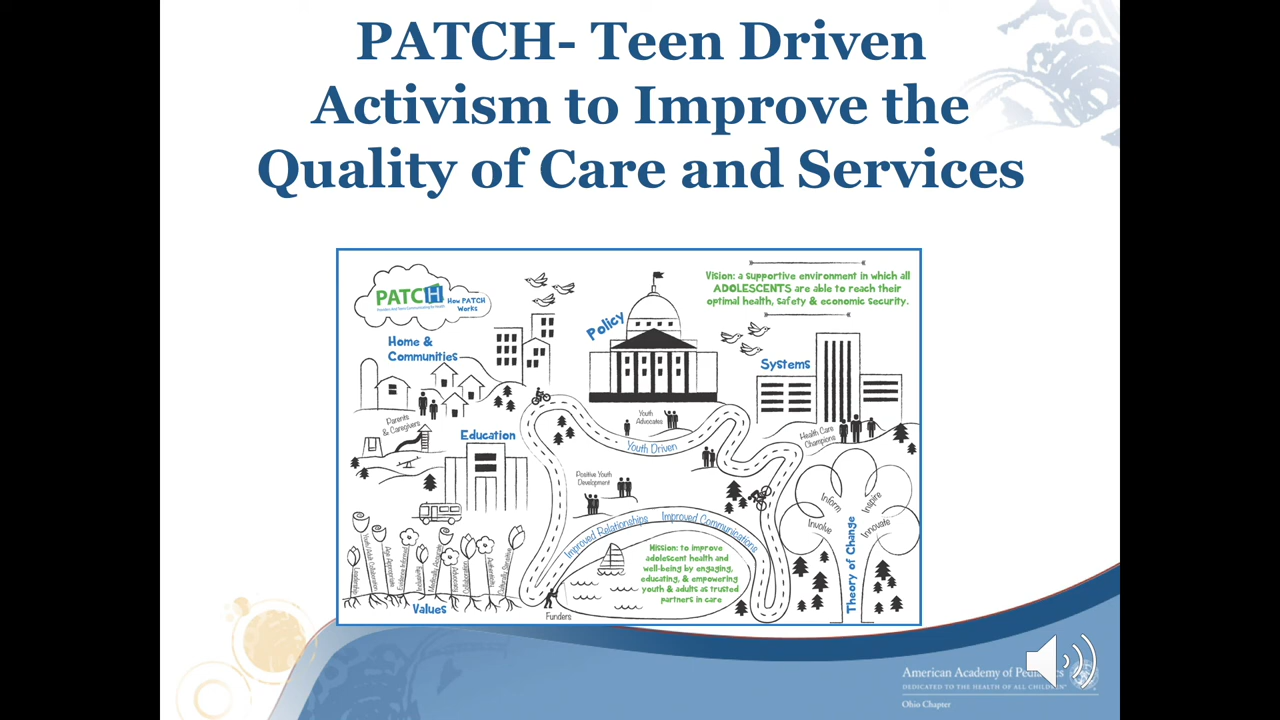 PATCH- Teen Driven
Activism to Improve the
Quality of Care and Services
PATCH
How PATCH
Works
Vision: a supportive environment in which all
ADOLESCENTS are able to reach their
optimal health, safety & economic security.
Policy
Home &
Communities
Systems
Parents
& Caregivers
Education
Youth
Advocates
Youth Driven
Health Care
Champions
Positive Youth
Development
Inform
Inspire
Involve
Innovate
Theory of Change
Improved Relationships
Improved Communications
Mission: to improve
adolescent health and
well-being by engaging,
educating, & empowering
youth & adults as trusted
partners in care
Values
Funders
American Academy of
DEDICATED TO THE HEALTH OF ALL
Ohio Chapter